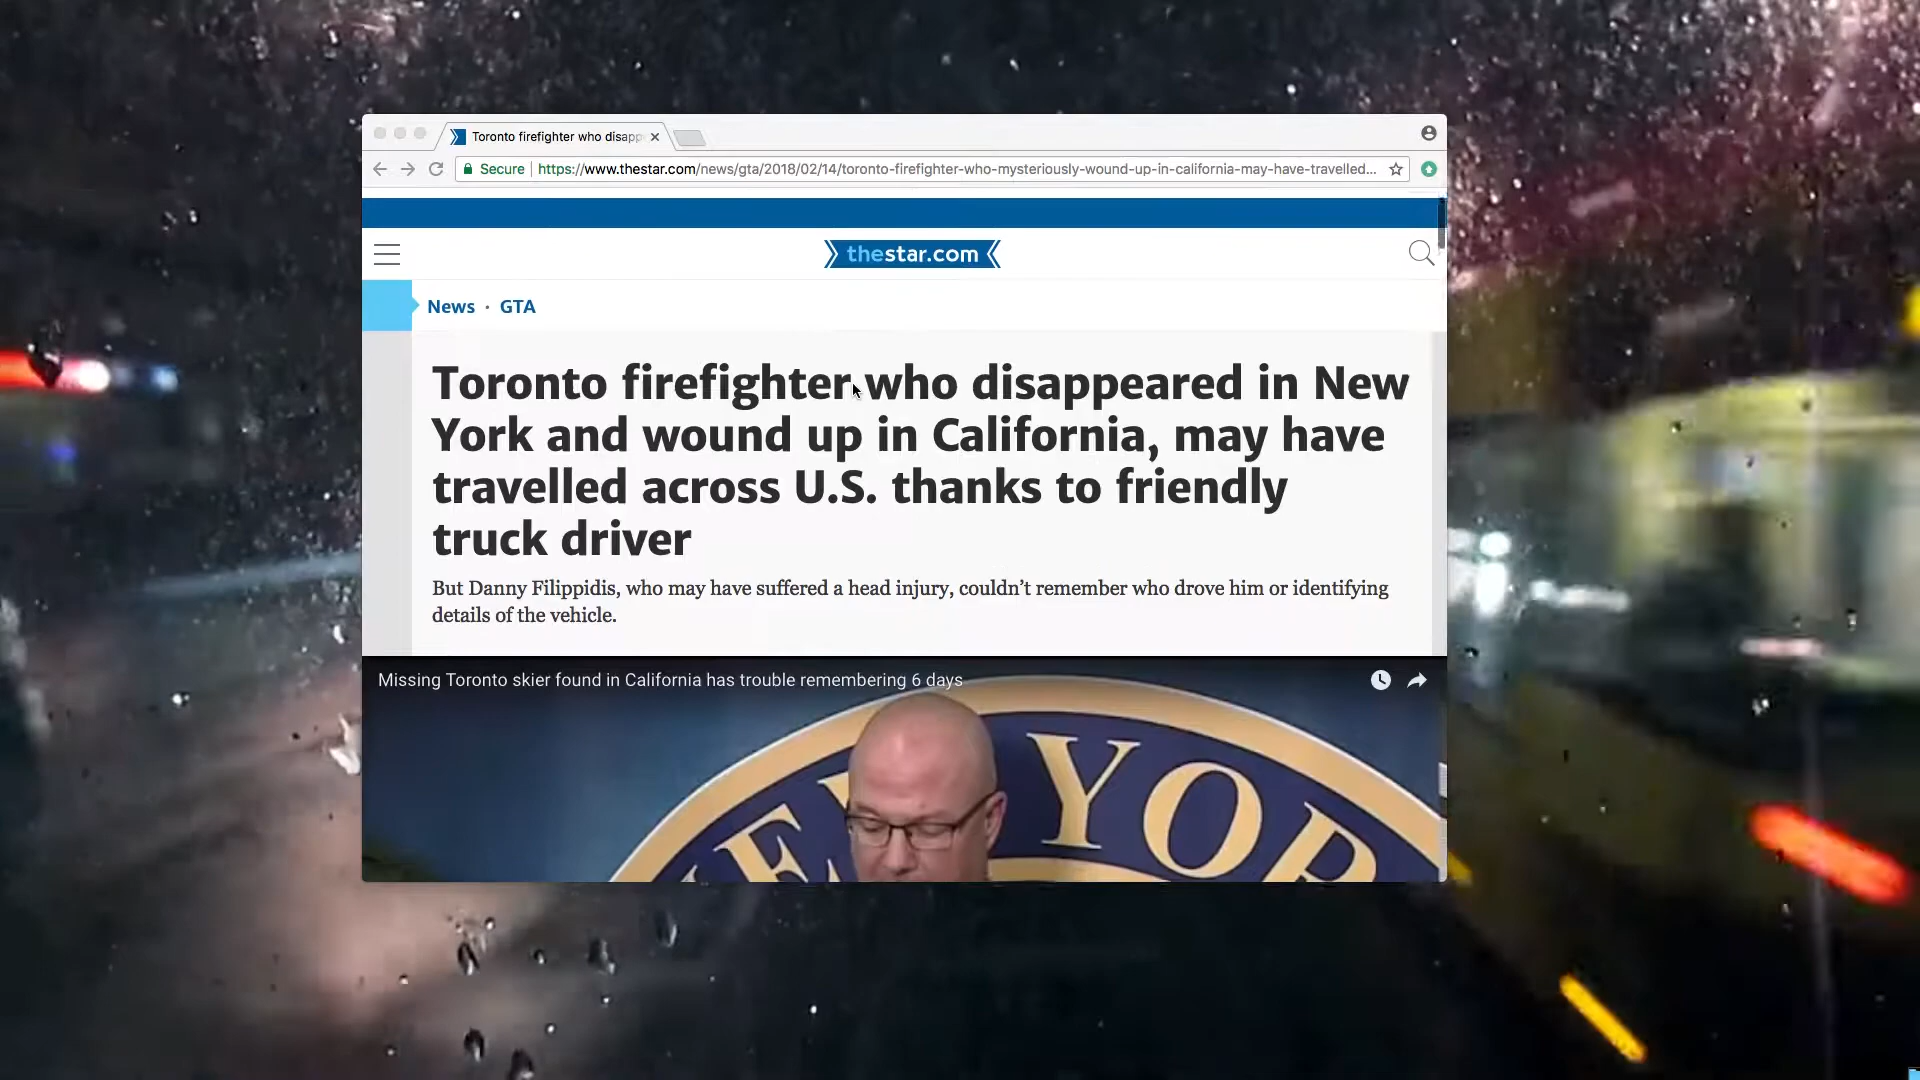 Toronto firefighter who disapp
Secure https://www.thestar.com/news/gta/2018/02/14/toronto-firefighter-who-mysteriously-wound-up-in-california-may-have-travelled...
thestar.com
News · GTA
Toronto firefighter who disappeared in New
York and wound up in California, may have
travelled across U.S. thanks to friendly
truck driver
But Danny Filippidis, who may have suffered a head injury, couldn’t remember who drove him or identifying
details of the vehicle.
Missing Toronto skier found in California has trouble remembering 6 days
YOR